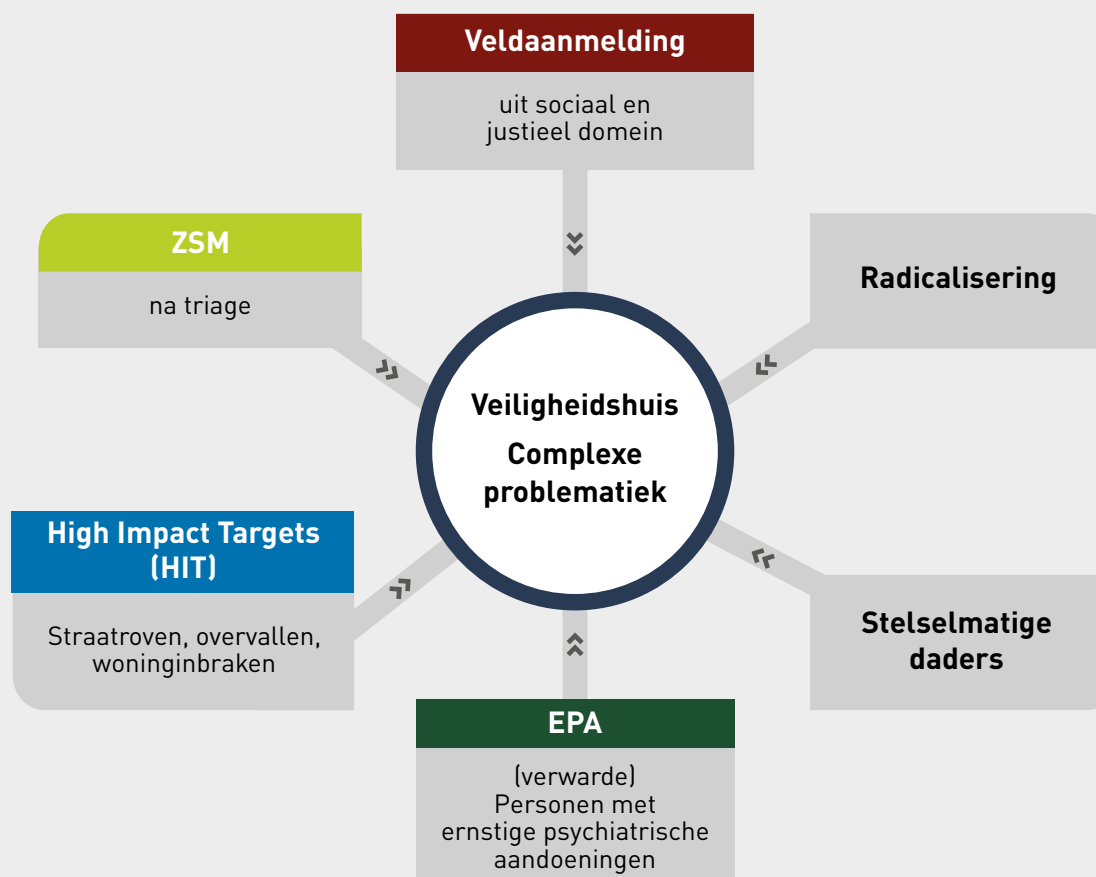 Veldaanmelding
uit sociaal en
justieel domein
ZSM
na triage
Radicalisering
Veiligheidshuis
Complexe
problematiek
High Impact Targets
(HIT)
Straatroven, overvallen,
woninginbraken
Stelselmatige
daders
EPA
(verwarde)
Personen met
ernstige psychiatrische
aandoeningen